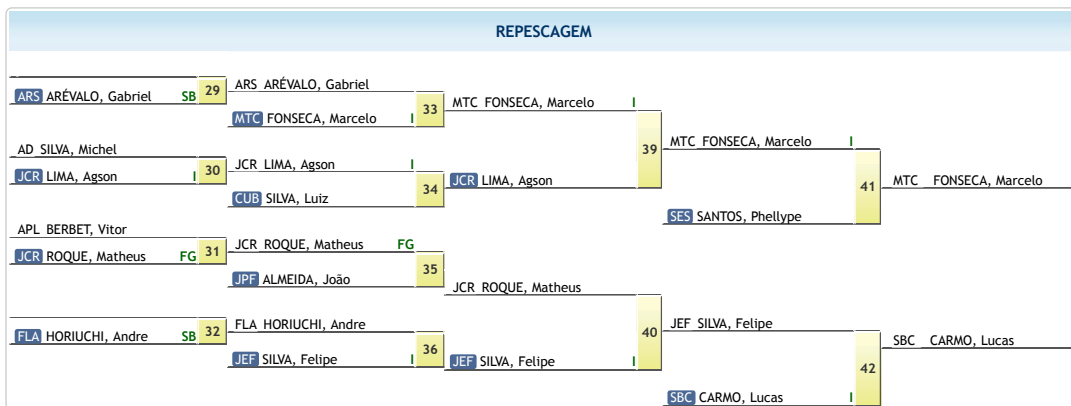 REPESCAGEM
ARS ARÉVALO, Gabriel SB
29
ARS ARÉVALO, Gabriel
MTC FONSECA, Marcelo I
33
MTC FONSECA, Marcelo I
AD SILVA, Michel
JCR LIMA, Agson I
30
JCR LIMA, Agson I
CUB SILVA, Luiz
34
JCR LIMA, Agson
39
MTC FONSECA, Marcelo I
SES SANTOS, Phellype
41
MTC FONSECA, Marcelo
APL BERBET, Vitor
JCR ROQUE, Matheus FG
31
JCR ROQUE, Matheus FG
JPF ALMEIDA, João
35
JCR ROQUE, Matheus
FLA HORIUCHI, Andre SB
32
FLA HORIUCHI, Andre
JEF SILVA, Felipe I
36
JEF SILVA, Felipe I
40
JEF SILVA, Felipe
SBC CARMO, Lucas I
42
SBC CARMO, Lucas